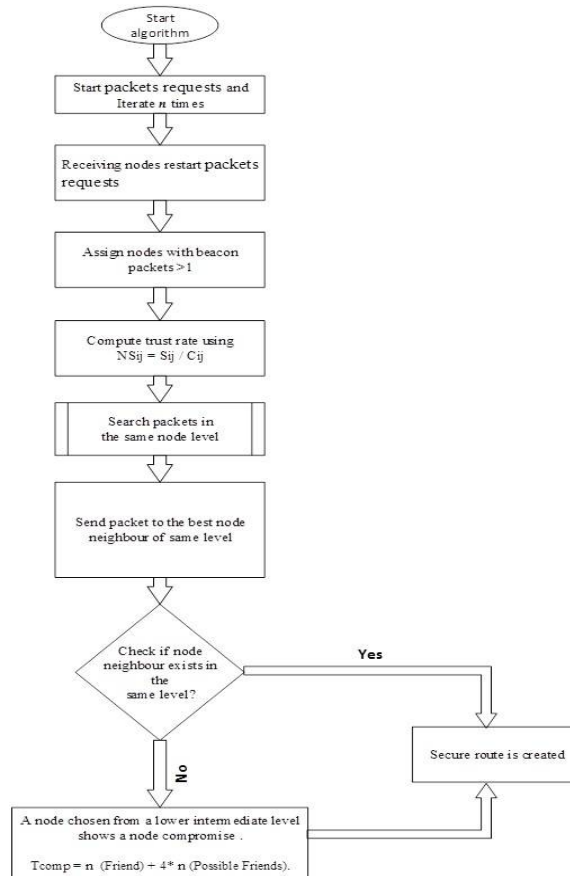 Start
algorithm
Start packets requests and
Iterate n times
Receiving nodes restart packets
requests
Assign nodes with beacon
packets >1
Compute trust rate using
NSij = Sij / Cij
Search packets in
the same node level
Send packet to the best node
neighbour of same level
Check if node
neighbour exists in
the
same level?
Yes
Secure route is created
No
A node chosen from a lower intermediate level
shows a node compromise .
Tcomp = n (Friend) + 4* n (Possible Friends).